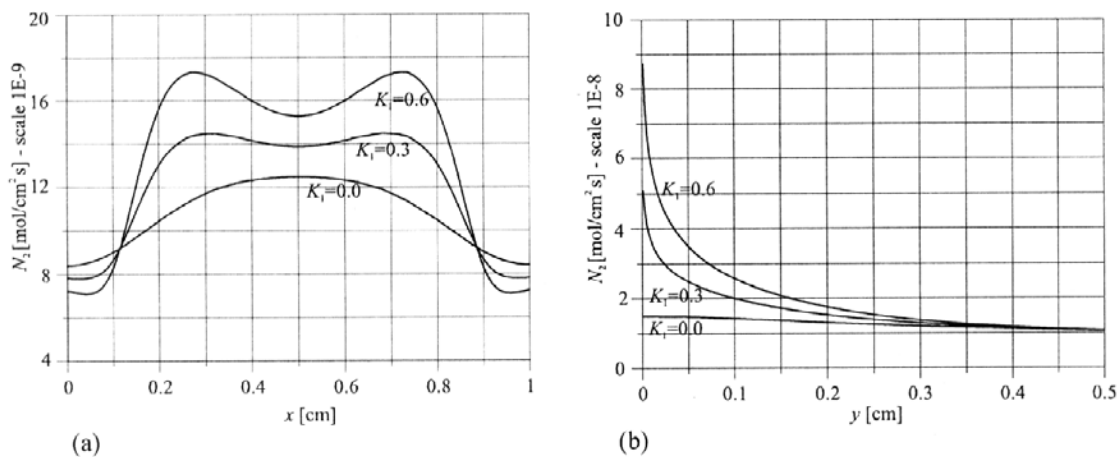 20
16
12
8
4
N₂ [mol/cm² s] - scale 1E-9
K₁=0.6
K₁=0.3
K₁=0.0
0 0.2 0.4 0.6 0.8 1
x [cm]
(a)
10
8
6
4
2
0
N₂ [mol/cm² s] - scale 1E-8
K₁=0.6
K₁=0.3
K₁=0.0
0 0.1 0.2 0.3 0.4 0.5
y [cm]
(b)